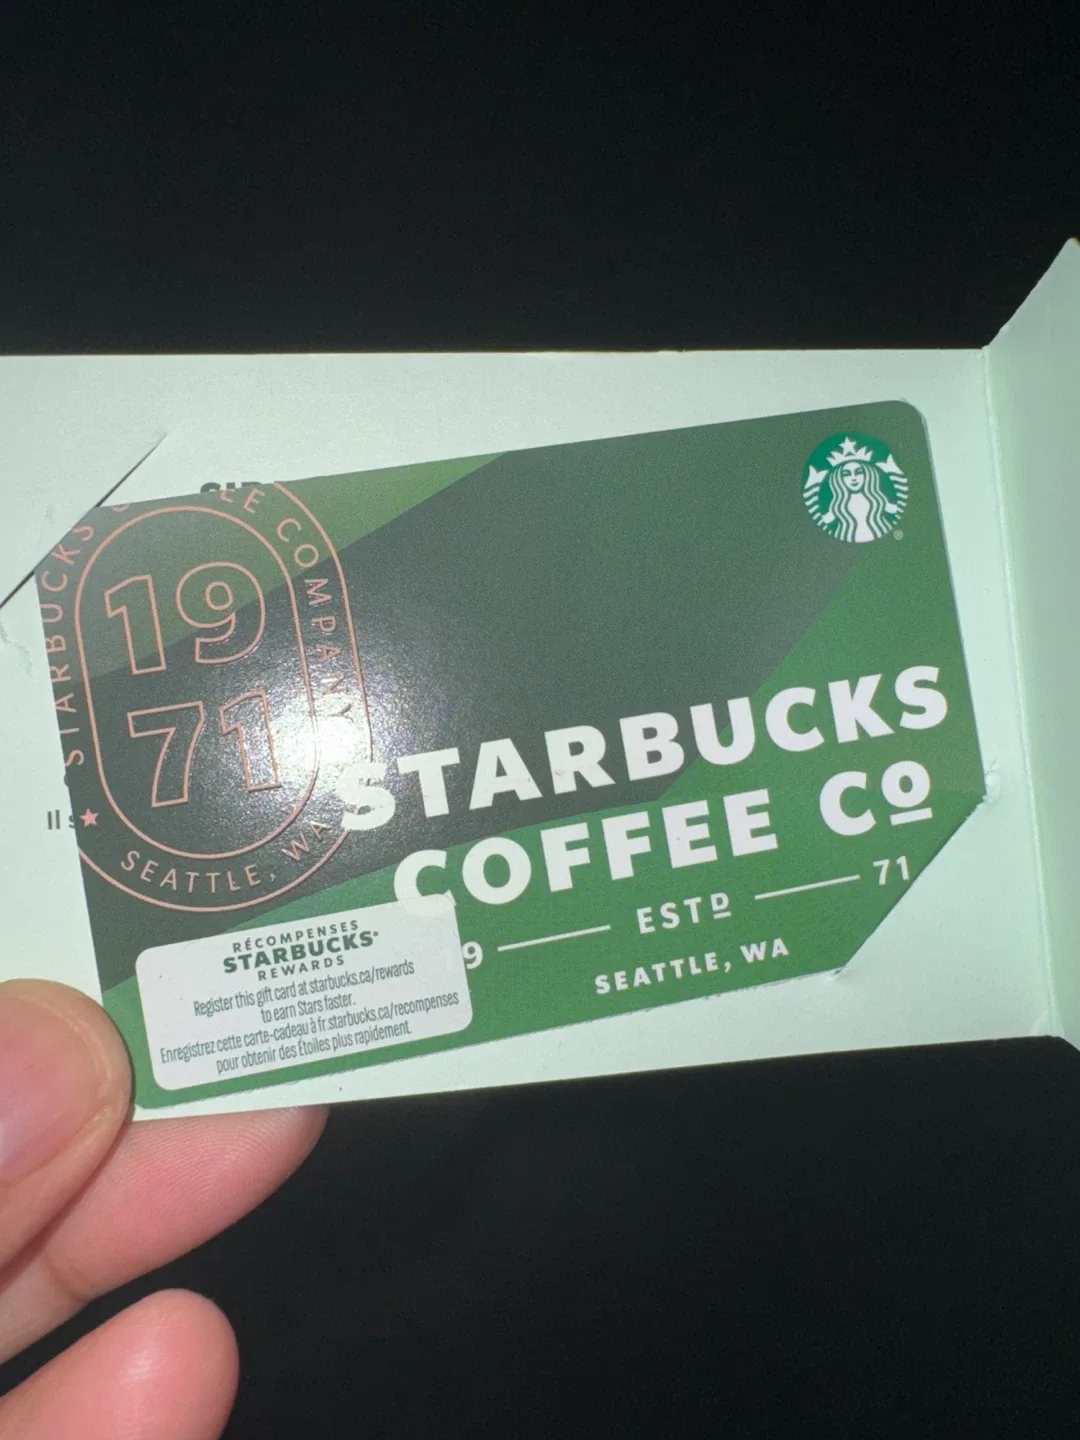 STARBUCKS COFFEE COMPANY
19
71
★ SEATTLE, WA
STARBUCKS
COFFEE Co
ESTD
71
SEATTLE, WA
RÉCOMPENSES
STARBUCKS®
REWARDS
Register this gift card at starbucks.ca/rewards
to earn Stars faster.
Enregistrez cette carte-cadeau à fr.starbucks.ca/recompenses
pour obtenir des Étoiles plus rapidement.